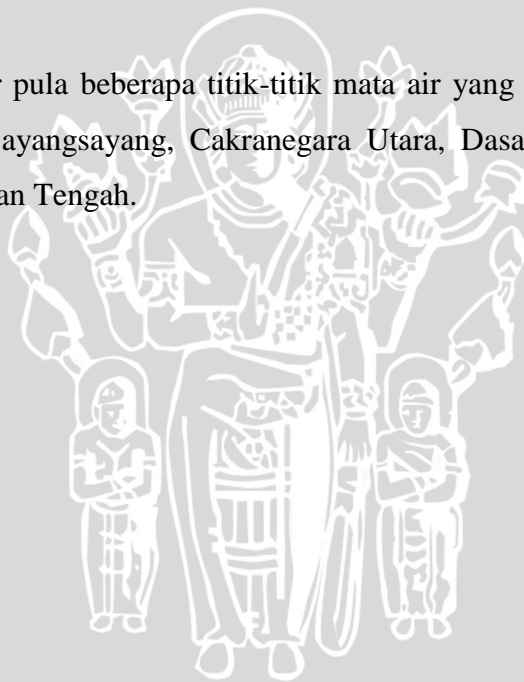 pula beberapa titik-titik mata air yang
ayangsayang, Cakranegara Utara, Dasa
an Tengah.